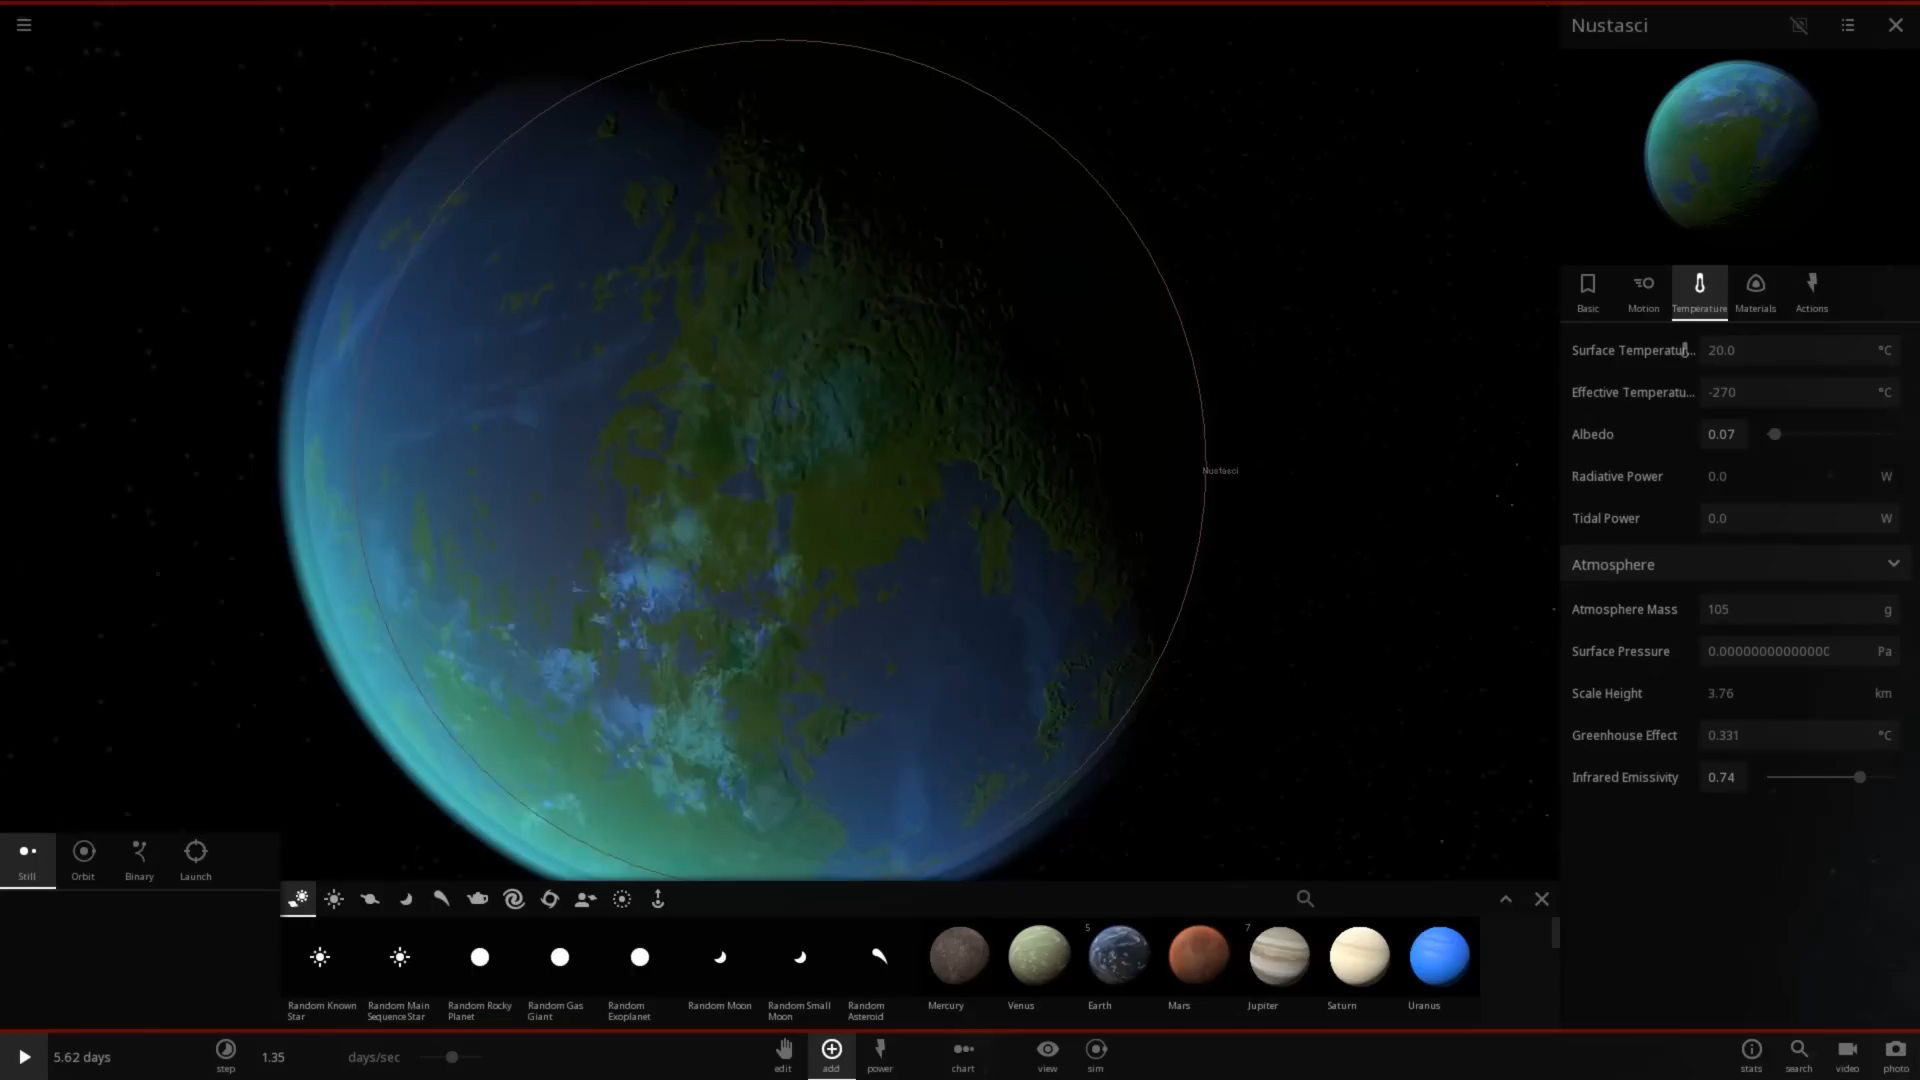 Nustasci
Basic
Motion
Temperature
Materials
Actions
Surface Temperatur... 20.0 °C
Effective Temperatu... -270 °C
Albedo 0.07
Radiative Power 0.0 W
Tidal Power 0.0 W
Atmosphere
Atmosphere Mass 105 g
Surface Pressure 0.00000000000000 Pa
Scale Height 3.76 km
Greenhouse Effect 0.331 °C
Infrared Emissivity 0.74
Nustasci
Still
Orbit
Binary
Launch
5
7
Random Known Star
Random Main Sequence Star
Random Rocky Planet
Random Gas Giant
Random Exoplanet
Random Moon
Random Small Moon
Random Asteroid
Mercury
Venus
Earth
Mars
Jupiter
Saturn
Uranus
5.62 days
step
1.35 days/sec
edit
add
power
chart
view
sim
stats
search
video
photo